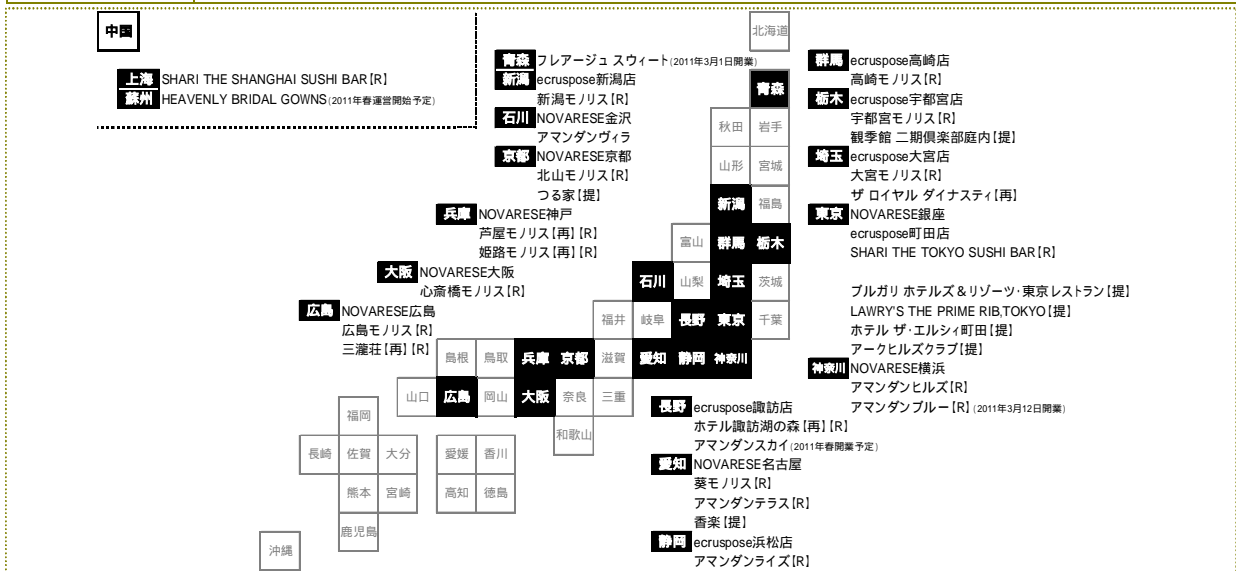 中国
上海 SHARI THE SHANGHAI SUSHI BAR【R】
蘇州 HEAVENLY BRIDAL GOWNS(2011年春運営開始予定)
青森 フレアージュ スウィート(2011年3月1日開業)
新潟 ecruspose新潟店
新潟モノリス【R】
石川 NOVARESE金沢
アマンダンヴィラ
京都 NOVARESE京都
北山モノリス【R】
つる家【提】
兵庫 NOVARESE神戸
芦屋モノリス【再】【R】
姫路モノリス【再】【R】
大阪 NOVARESE大阪
心斎橋モノリス【R】
広島 NOVARESE広島
広島モノリス【R】
三瀧荘【再】【R】
群馬 ecruspose高崎店
高崎モノリス【R】
栃木 ecruspose宇都宮店
宇都宮モノリス【R】
観季館 二期倶楽部庭内【提】
埼玉 ecruspose大宮店
大宮モノリス【R】
ザ ロイヤル ダイナスティ【再】
東京 NOVARESE銀座
ecruspose町田店
SHARI THE TOKYO SUSHI BAR【R】
ブルガリ ホテルズ&リゾーツ・東京レストラン【提】
LAWRY'S THE PRIME RIB,TOKYO【提】
ホテル ザ・エルシィ町田【提】
アークヒルズクラブ【提】
神奈川 NOVARESE横浜
アマンダンヒルズ【R】
アマンダンブルー【R】(2011年3月12日開業)
長野 ecruspose諏訪店
ホテル諏訪湖の森【再】【R】
アマンダンスカイ(2011年春開業予定)
愛知 NOVARESE名古屋
葵モノリス【R】
アマンダンテラス【R】
香楽【提】
静岡 ecruspose浜松店
アマンダンライズ【R】
北海道
青森
秋田 岩手
山形 宮城
新潟 福島
富山 群馬 栃木
石川 山梨 埼玉 茨城
福井 岐阜 長野 東京 千葉
島根 鳥取 兵庫 京都 滋賀 愛知 静岡 神奈川
山口 広島 岡山 大阪 奈良 三重
福岡 和歌山
長崎 佐賀 大分 愛媛 香川
熊本 宮崎 高知 徳島
鹿児島
沖縄